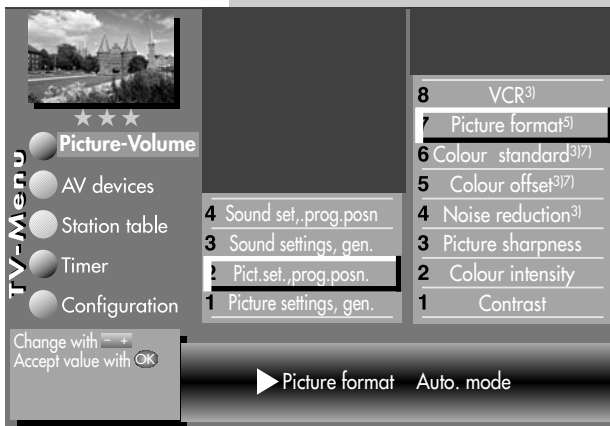 TV-Menu
Picture-Volume
AV devices
Station table
Timer
Configuration
4 Sound set,.prog.posn
3 Sound settings, gen.
2 Pict.set.,prog.posn.
1 Picture settings, gen.
8 VCR3)
7 Picture format5)
6 Colour standard3)7)
5 Colour offset3)7)
4 Noise reduction3)
3 Picture sharpness
2 Colour intensity
1 Contrast
Change with - +
Accept value with OK
Picture format Auto. mode